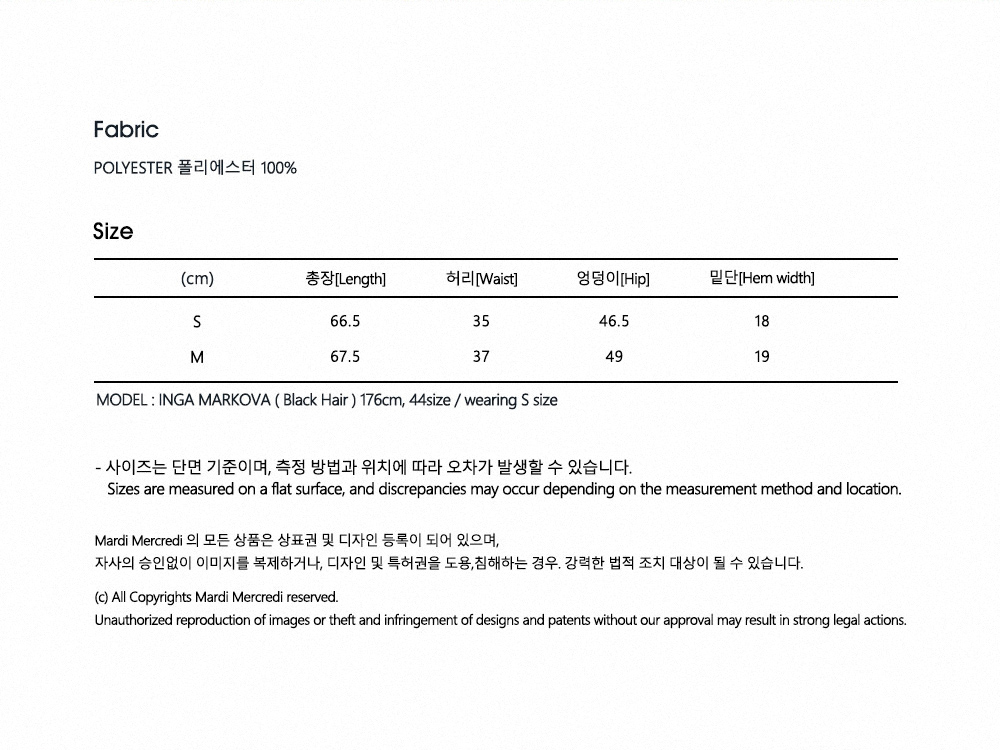 Fabric
POLYESTER 폴리에스터 100%
Size
(cm) 총장[Length] 허리[Waist] 엉덩이[Hip] 밑단[Hem width]
S 66.5 35 46.5 18
M 67.5 37 49 19
MODEL : INGA MARKOVA ( Black Hair ) 176cm, 44size / wearing S size
- 사이즈는 단면 기준이며, 측정 방법과 위치에 따라 오차가 발생할 수 있습니다.
Sizes are measured on a flat surface, and discrepancies may occur depending on the measurement method and location.
Mardi Mercredi 의 모든 상품은 상표권 및 디자인 등록이 되어 있으며,
자사의 승인없이 이미지를 복제하거나, 디자인 및 특허권을 도용,침해하는 경우. 강력한 법적 조치 대상이 될 수 있습니다.
(c) All Copyrights Mardi Mercredi reserved.
Unauthorized reproduction of images or theft and infringement of designs and patents without our approval may result in strong legal actions.